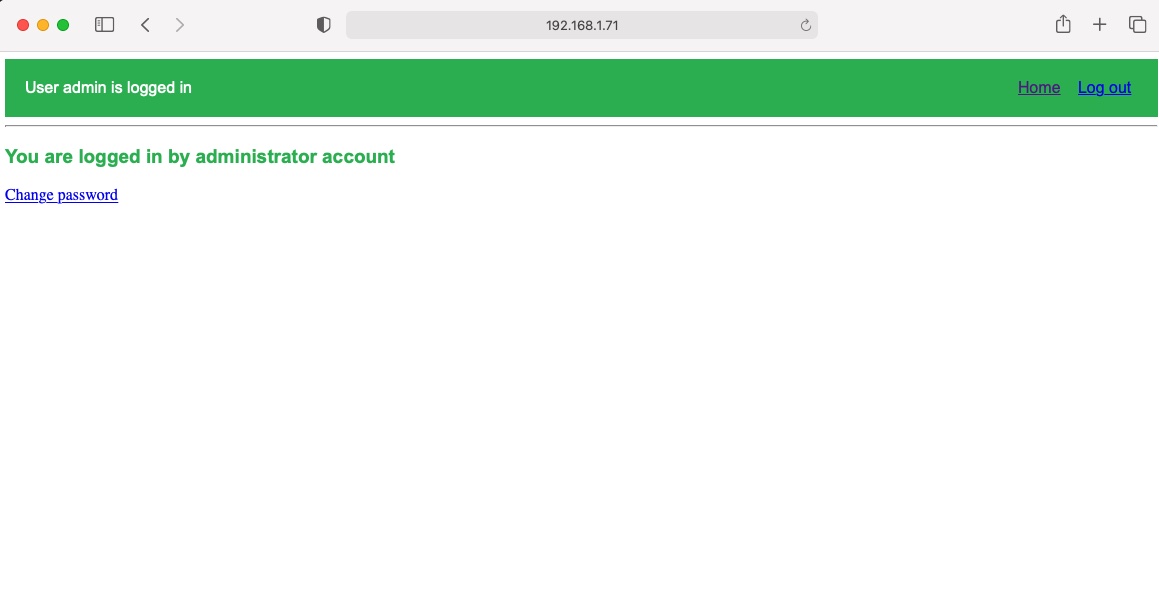 192.168.1.71
User admin is logged in
Home Log out
You are logged in by administrator account
Change password